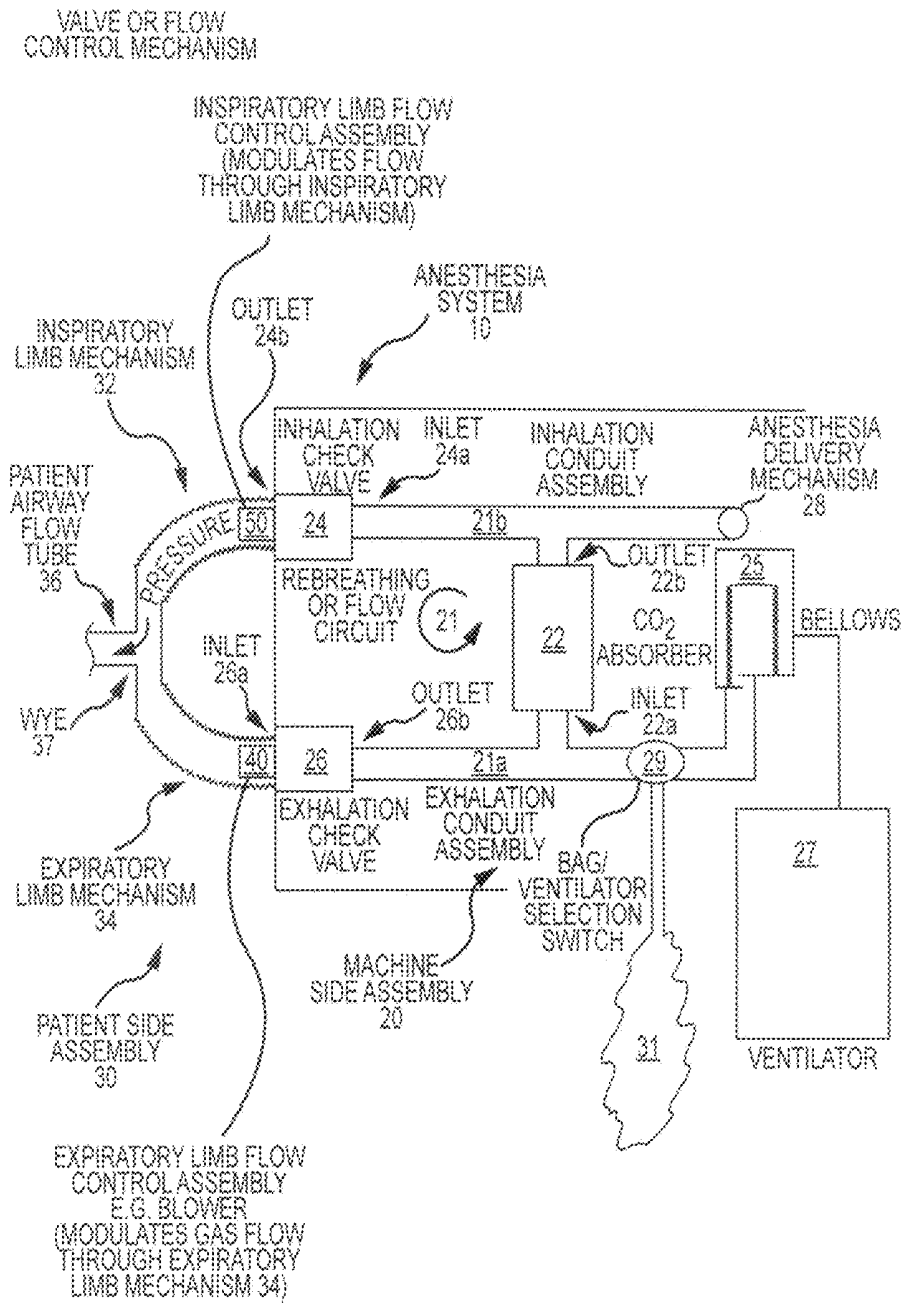 VALVE OR FLOW
CONTROL MECHANISM
INSPIRATORY LIMB FLOW
CONTROL ASSEMBLY
(MODULATES FLOW
THROUGH INSPIRATORY
LIMB MECHANISM)
ANESTHESIA
SYSTEM
10
OUTLET
24b
INSPIRATORY
LIMB MECHANISM
32
INHALATION
CHECK
VALVE
INLET
24a
INHALATION
CONDUIT
ASSEMBLY
ANESTHESIA
DELIVERY
MECHANISM
28
PATIENT
AIRWAY
FLOW
TUBE
36
PRESSURE
50
24
21b
OUTLET
22b
25
REBREATHING
OR FLOW
CIRCUIT
21
22
CO2
ABSORBER
BELLOWS
INLET
26a
OUTLET
26b
INLET
22a
WYE
37
40
26
21a
29
EXHALATION
CHECK
VALVE
EXHALATION
CONDUIT
ASSEMBLY
BAG/
VENTILATOR
SELECTION
SWITCH
27
EXPIRATORY
LIMB MECHANISM
34
MACHINE
SIDE ASSEMBLY
20
PATIENT SIDE
ASSEMBLY
30
31
VENTILATOR
EXPIRATORY LIMB FLOW
CONTROL ASSEMBLY
E.G. BLOWER
(MODULATES GAS FLOW
THROUGH EXPIRATORY
LIMB MECHANISM 34)